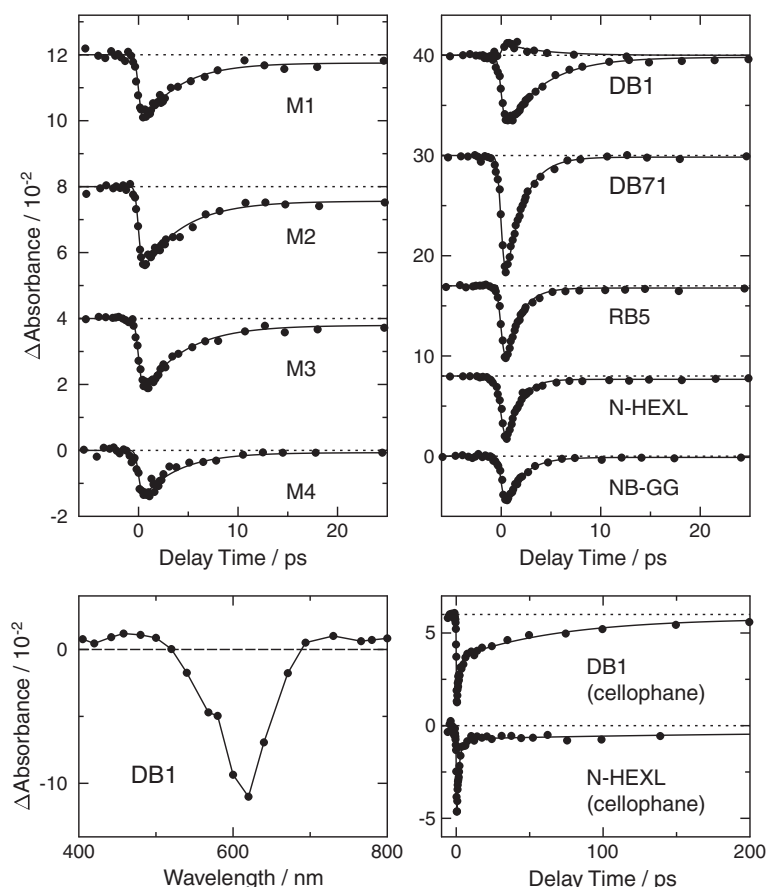 12
10
8
6
4
2
0
-2
ΔAbsorbance / 10⁻²
M1
M2
M3
M4
0 10 20
Delay Time / ps
40
30
20
10
0
DB1
DB71
RB5
N-HEXL
NB-GG
0 10 20
Delay Time / ps
0
-10
ΔAbsorbance / 10⁻²
DB1
400 600 800
Wavelength / nm
5
0
-5
DB1
(cellophane)
N-HEXL
(cellophane)
0 100 200
Delay Time / ps